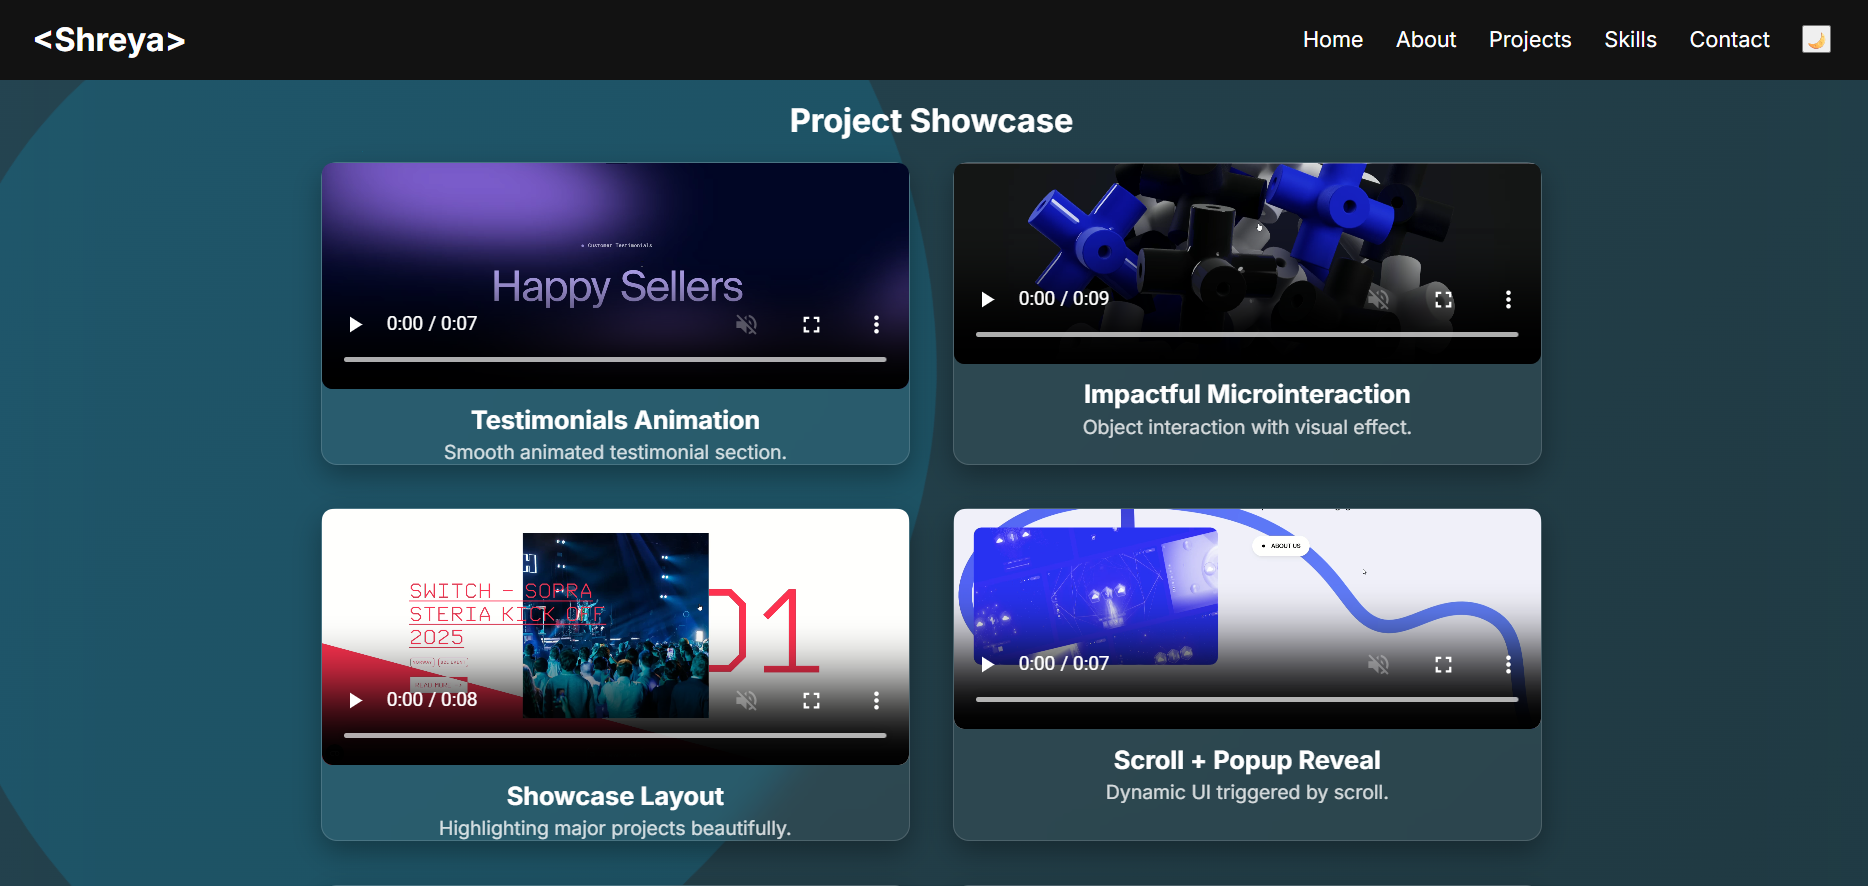 <Shreya>
Home About Projects Skills Contact
Project Showcase
Customer Testimonials
Happy Sellers
0:00 / 0:07
Testimonials Animation
Smooth animated testimonial section.
0:00 / 0:09
Impactful Microinteraction
Object interaction with visual effect.
SWITCH – SOPRA
STERIA KICK OFF
2025
01
READ MORE
0:00 / 0:08
Showcase Layout
Highlighting major projects beautifully.
ABOUT US
0:00 / 0:07
Scroll + Popup Reveal
Dynamic UI triggered by scroll.